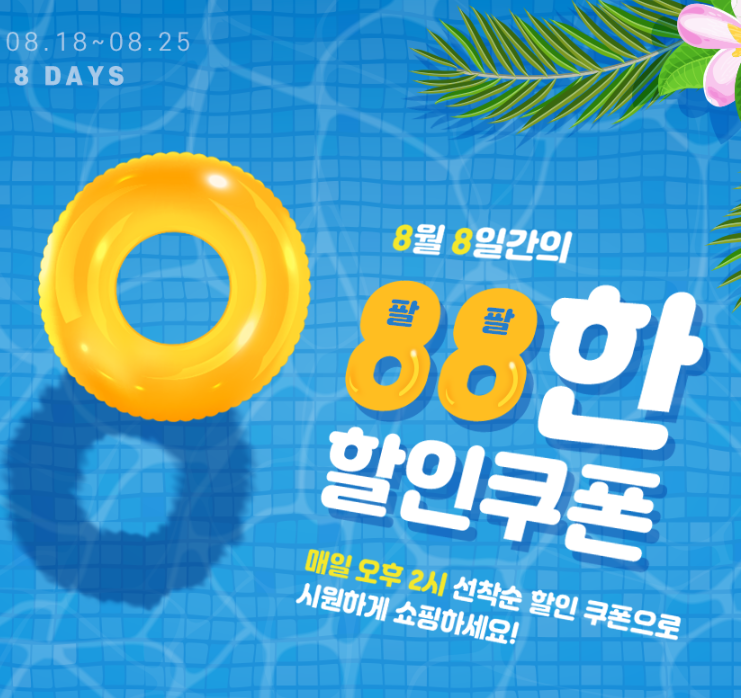 08.18~08.25
8 DAYS
8월 8일간의
팔 팔
88한
할인쿠폰
매일 오후 2시 선착순 할인 쿠폰으로
시원하게 쇼핑하세요!